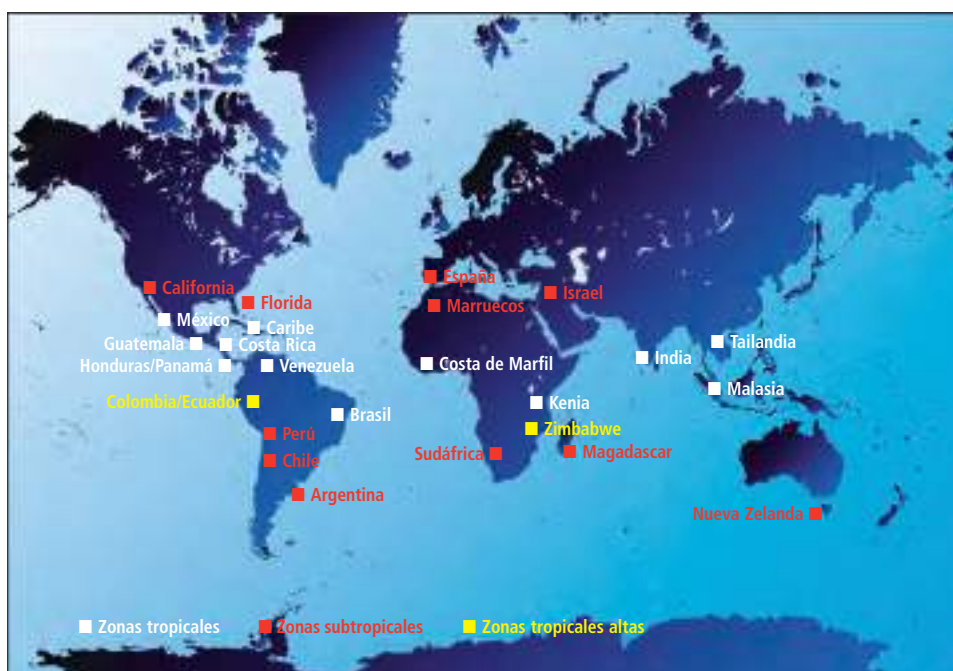 España
California
Israel
Florida
Marruecos
México
Caribe
Guatemala
Costa Rica
Tailandia
India
Honduras/Panamá
Venezuela
Costa de Marfil
Malasia
Colombia/Ecuador
Kenia
Brasil
Zimbabwe
Perú
Sudáfrica
Magadascar
Chile
Argentina
Nueva Zelanda
Zonas tropicales
Zonas subtropicales
Zonas tropicales altas